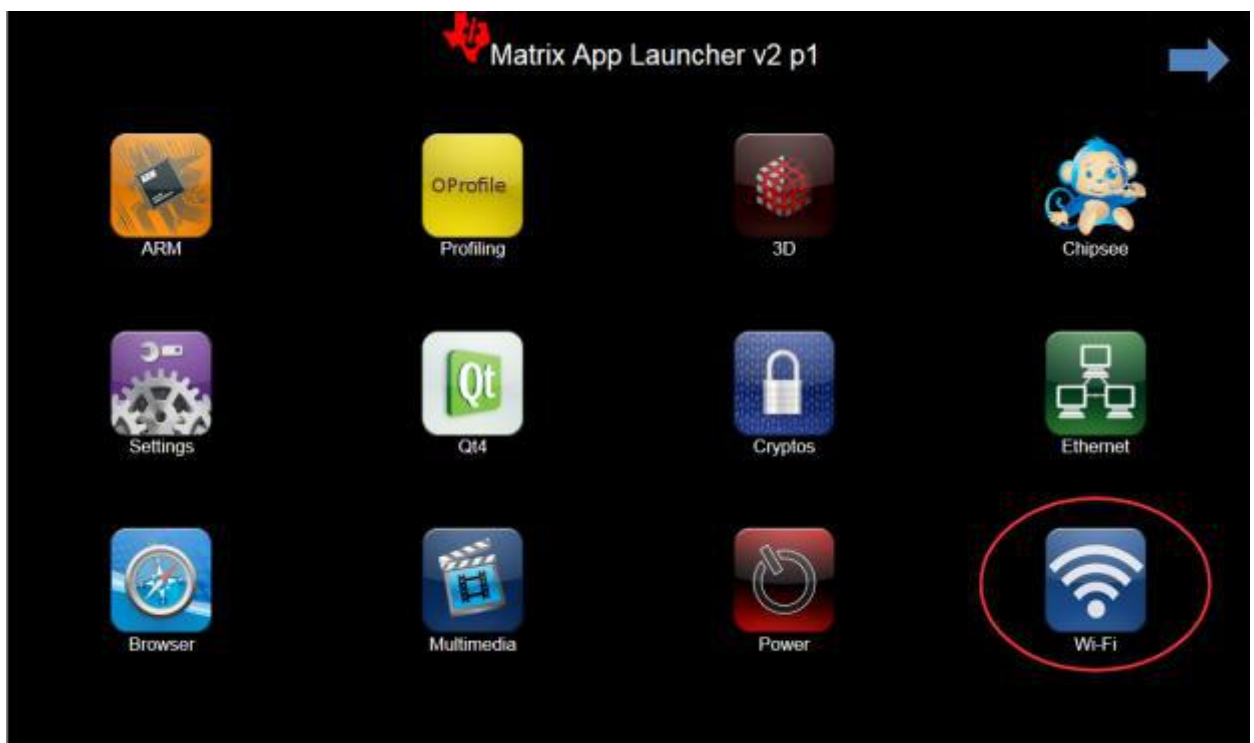 Matrix App Launcher v2 p1
OProfile
ARM
Profiling
3D
Chipsee
Qt
Settings
Qt4
Cryptos
Ethernet
Browser
Multimedia
Power
Wi-Fi